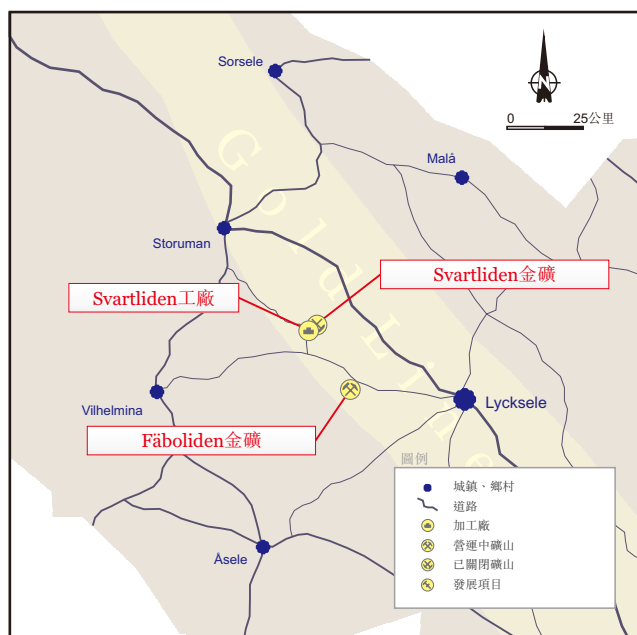 Sorsele
N
0 25公里
Malå
Gold Line
Storuman
Svartliden金礦
Svartliden工廠
Vilhelmina
Lycksele
Fäboliden金礦
圖例
城鎮、鄉村
道路
加工廠
營運中礦山
已關閉礦山
發展項目
Åsele